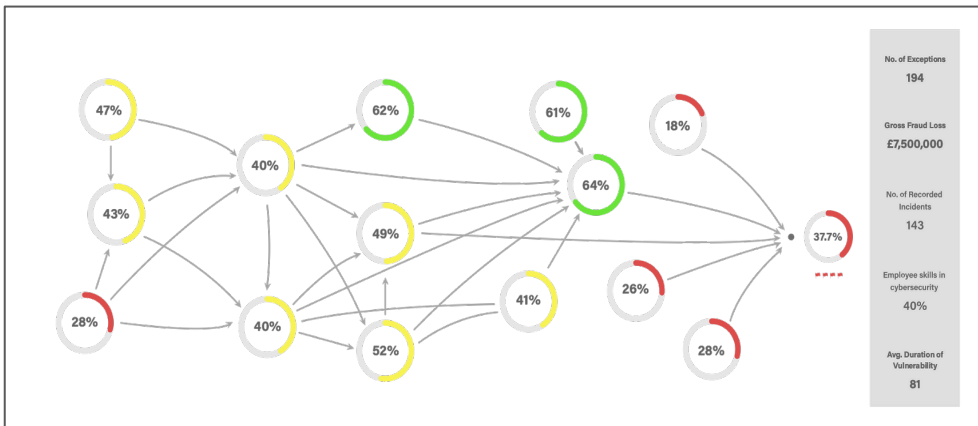 47%
62%
61%
18%
40%
64%
43%
49%
37.7%
26%
41%
28%
40%
52%
28%
No. of Exceptions
194
Gross Fraud Loss
£7,500,000
No. of Recorded
Incidents
143
Employee skills in
cybersecurity
40%
Avg. Duration of
Vulnerability
81